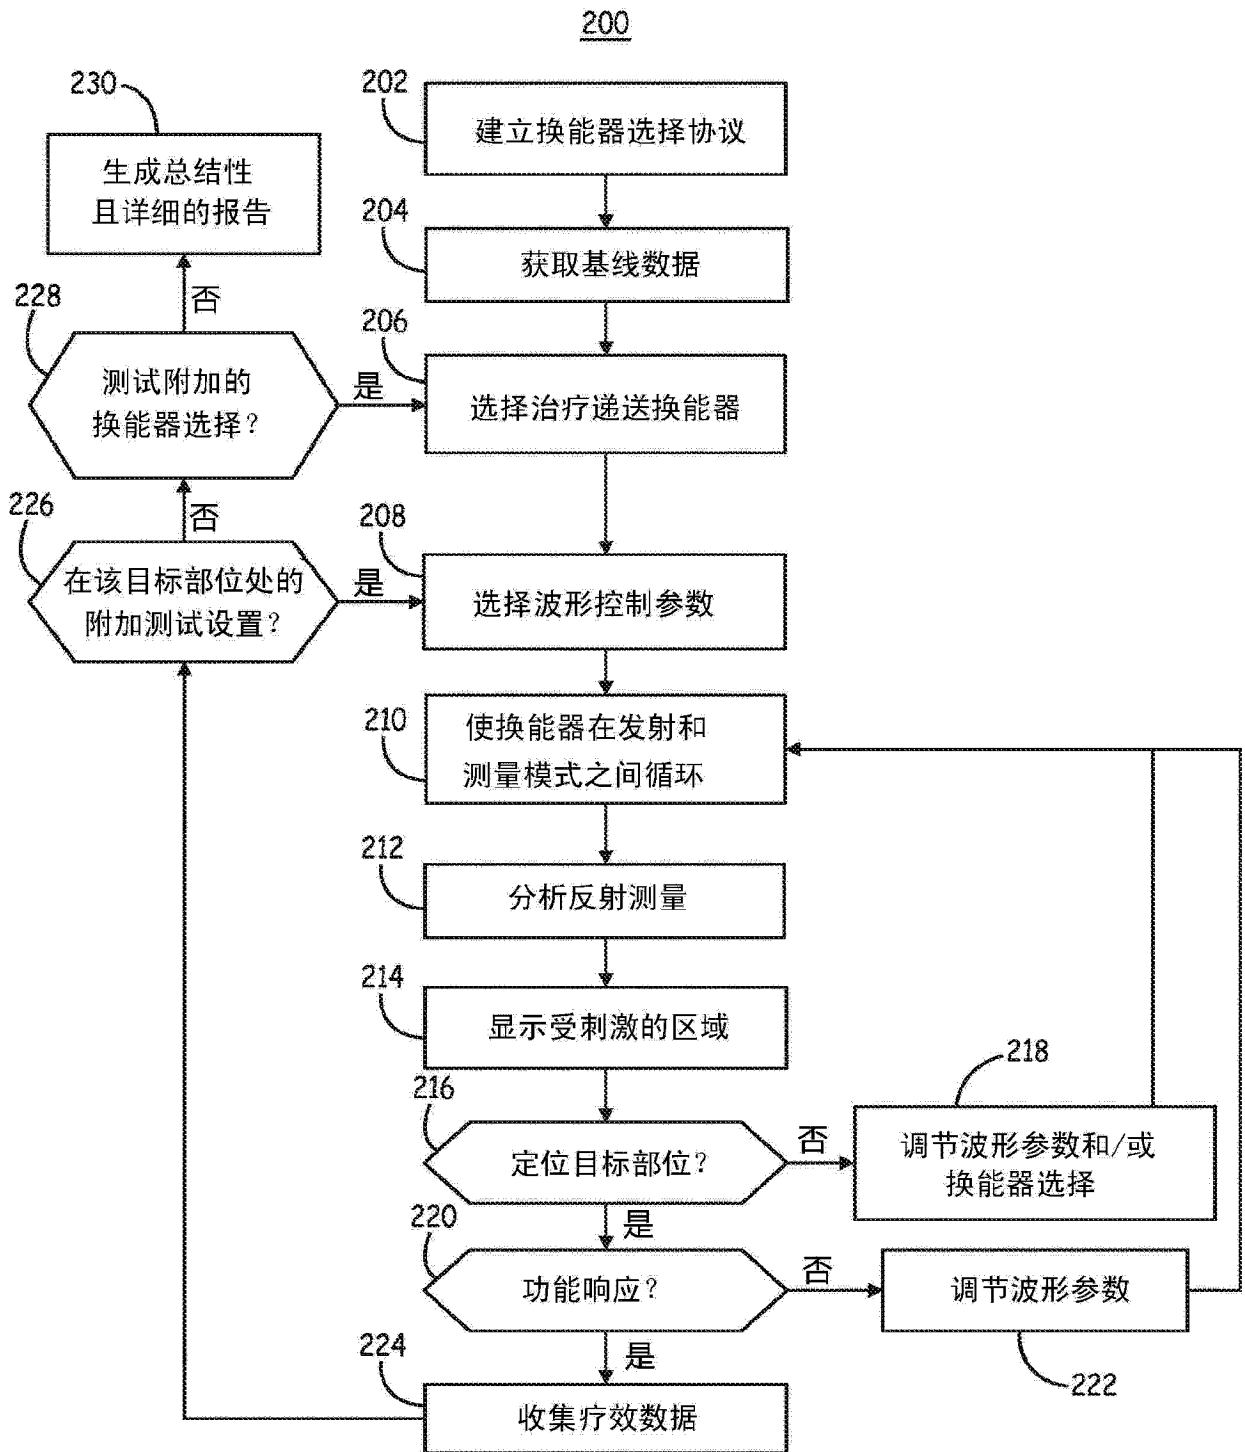 200
202
建立换能器选择协议
204
获取基线数据
206
选择治疗递送换能器
208
选择波形控制参数
210
使换能器在发射和
测量模式之间循环
212
分析反射测量
214
显示受刺激的区域
216
定位目标部位?
否
218
调节波形参数和/或
换能器选择
是
220
功能响应?
否
调节波形参数
222
是
224
收集疗效数据
226
在该目标部位处的
附加测试设置?
是
否
228
测试附加的
换能器选择?
是
否
230
生成总结性
且详细的报告